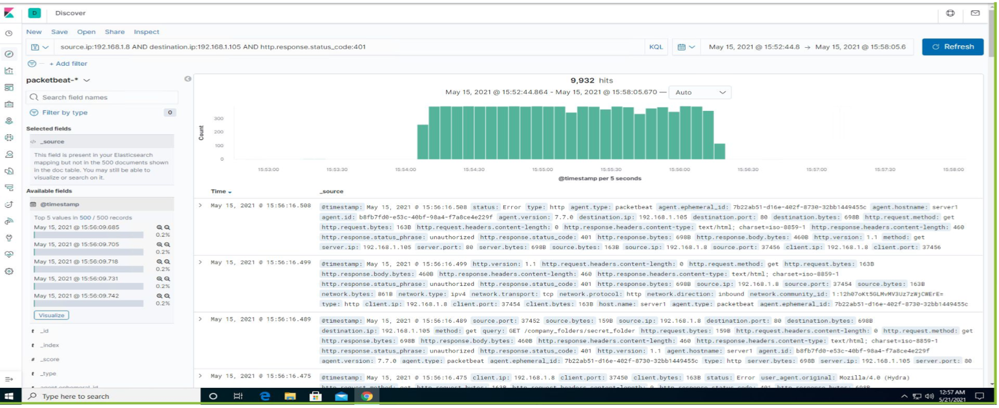 D Discover
New Save Open Share Inspect
source.ip:192.168.1.8 AND destination.ip:192.168.1.105 AND http.response.status_code:401 KQL May 15, 2021 @ 15:52:44.8 → May 15, 2021 @ 15:58:05.6 Refresh
+ Add filter
packetbeat-*
Search field names
Filter by type 0
Selected fields
_source
This field is present in your Elasticsearch
mapping but not in the 500 documents shown
in the doc table. You may still be able to
visualize or search on it.
Available fields
@timestamp
Top 5 values in 500 / 500 records
May 15, 2021 @ 15:56:09.685
0.2%
May 15, 2021 @ 15:56:09.705
0.2%
May 15, 2021 @ 15:56:09.718
0.2%
May 15, 2021 @ 15:56:09.731
0.2%
May 15, 2021 @ 15:56:09.742
0.2%
Visualize
t _id
t _index
# _score
t _type
t agent.ephemeral_id
9,932 hits
May 15, 2021 @ 15:52:44.864 - May 15, 2021 @ 15:58:05.670 — Auto
Count
300
200
100
0
15:53:00 15:53:30 15:54:00 15:54:30 15:55:00 15:55:30 15:56:00 15:56:30 15:57:00 15:57:30 15:58:00
@timestamp per 5 seconds
Time _source
> May 15, 2021 @ 15:56:16.508 @timestamp: May 15, 2021 @ 15:56:16.508 status: Error type: http agent.type: packetbeat agent.ephemeral_id: 7b22ab51-d16e-402f-8730-32bb1449455c agent.hostname: server1
agent.id: b8fb7fd0-e53c-40bf-98a4-f7a8ce4e229f agent.version: 7.7.0 destination.ip: 192.168.1.105 destination.port: 80 destination.bytes: 698B http.request.method: get
http.request.bytes: 163B http.request.headers.content-length: 0 http.response.headers.content-type: text/html; charset=iso-8859-1 http.response.headers.content-length: 460
http.response.status_phrase: unauthorized http.response.status_code: 401 http.response.bytes: 698B http.response.body.bytes: 460B http.version: 1.1 method: get
server.ip: 192.168.1.105 server.port: 80 server.bytes: 698B source.bytes: 163B source.ip: 192.168.1.8 source.port: 37456 client.ip: 192.168.1.8 client.port: 37456
> May 15, 2021 @ 15:56:16.499 @timestamp: May 15, 2021 @ 15:56:16.499 http.version: 1.1 http.request.headers.content-length: 0 http.request.method: get http.request.bytes: 163B
http.response.body.bytes: 460B http.response.headers.content-length: 460 http.response.headers.content-type: text/html; charset=iso-8859-1
http.response.status_phrase: unauthorized http.response.status_code: 401 http.response.bytes: 698B source.ip: 192.168.1.8 source.port: 37454 source.bytes: 163B
network.bytes: 861B network.type: ipv4 network.transport: tcp network.protocol: http network.direction: inbound network.community_id: 1:12h07oKt5GLMvMV3Uz7zWjCWErE=
type: http client.ip: 192.168.1.8 client.port: 37454 client.bytes: 163B host.name: server1 agent.type: packetbeat agent.ephemeral_id: 7b22ab51-d16e-402f-8730-32bb1449455c
> May 15, 2021 @ 15:56:16.489 @timestamp: May 15, 2021 @ 15:56:16.489 source.port: 37452 source.bytes: 159B source.ip: 192.168.1.8 destination.port: 80 destination.bytes: 698B
destination.ip: 192.168.1.105 method: get query: GET /company_folders/secret_folder http.request.bytes: 159B http.request.headers.content-length: 0 http.request.method: get
http.response.bytes: 698B http.response.body.bytes: 460B http.response.headers.content-length: 460 http.response.headers.content-type: text/html; charset=iso-8859-1
http.response.status_phrase: unauthorized http.response.status_code: 401 http.version: 1.1 agent.hostname: server1 agent.id: b8fb7fd0-e53c-40bf-98a4-f7a8ce4e229f
agent.version: 7.7.0 agent.type: packetbeat agent.ephemeral_id: 7b22ab51-d16e-402f-8730-32bb1449455c type: http server.bytes: 698B server.ip: 192.168.1.105 server.port: 80
> May 15, 2021 @ 15:56:16.475 @timestamp: May 15, 2021 @ 15:56:16.475 client.ip: 192.168.1.8 client.port: 37450 client.bytes: 163B status: Error user_agent.original: Mozilla/4.0 (Hydra)
http.request.method: get http.request.bytes: 163B http.request.headers.content-length: 0 http.response.status_code: 401 http.response.bytes: 698B
Type here to search
12:57 AM
5/21/2021